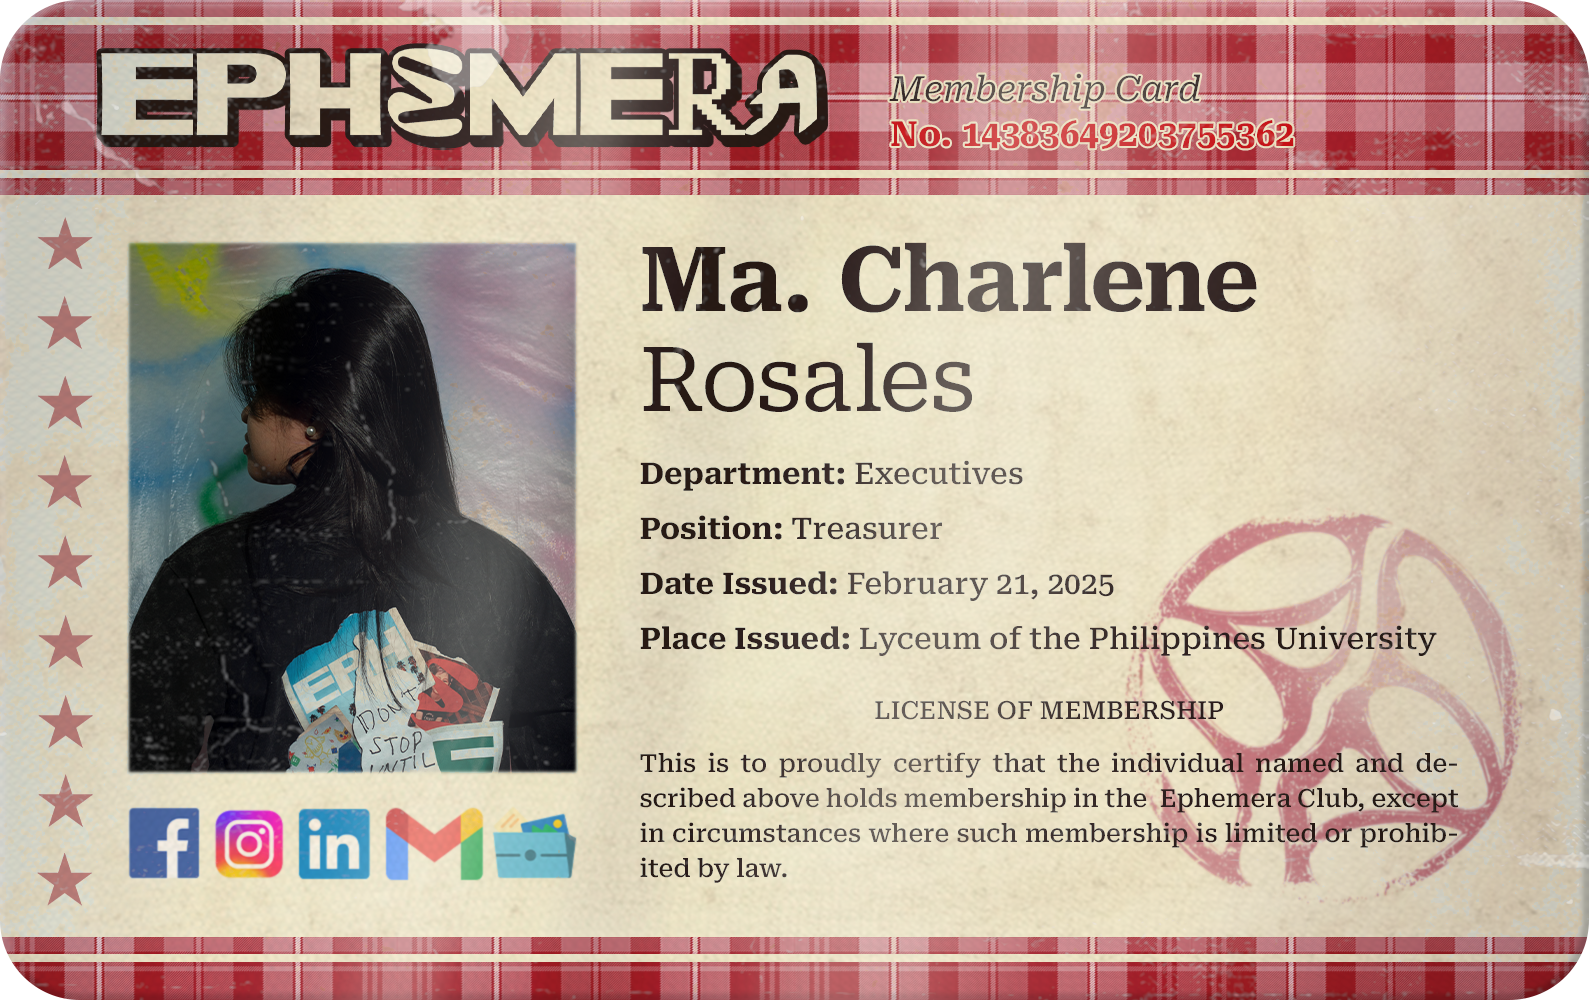 EPHEMERA
Membership Card
No. 14383649203755362
Ma. Charlene
Rosales
Department: Executives
Position: Treasurer
Date Issued: February 21, 2025
Place Issued: Lyceum of the Philippines University
LICENSE OF MEMBERSHIP
This is to proudly certify that the individual named and de-
scribed above holds membership in the Ephemera Club, except
in circumstances where such membership is limited or prohib-
ited by law.
EPH
DON'T
STOP
UNTIL
f
in